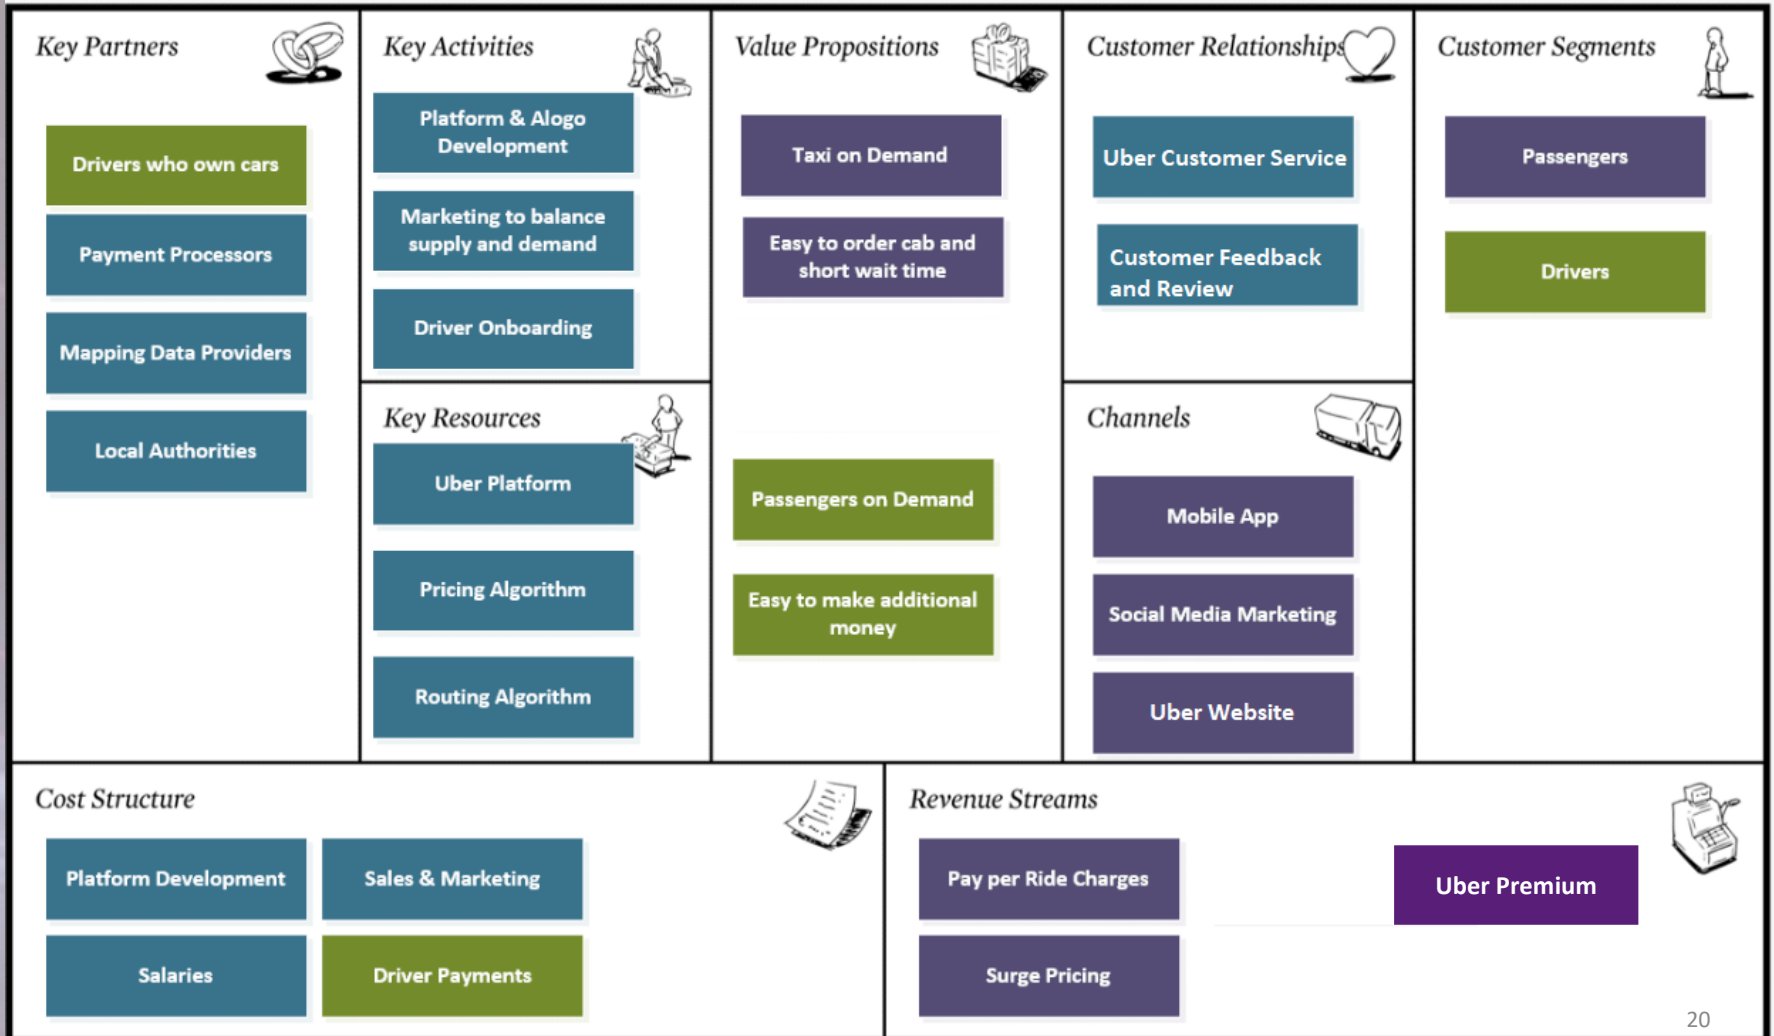 Key Partners
Drivers who own cars
Payment Processors
Mapping Data Providers
Local Authorities
Key Activities
Platform & Alogo
Development
Marketing to balance
supply and demand
Driver Onboarding
Key Resources
Uber Platform
Pricing Algorithm
Routing Algorithm
Value Propositions
Taxi on Demand
Easy to order cab and
short wait time
Passengers on Demand
Easy to make additional
money
Customer Relationships
Uber Customer Service
Customer Feedback
and Review
Channels
Mobile App
Social Media Marketing
Uber Website
Customer Segments
Passengers
Drivers
Cost Structure
Platform Development
Sales & Marketing
Salaries
Driver Payments
Revenue Streams
Pay per Ride Charges
Uber Premium
Surge Pricing
20